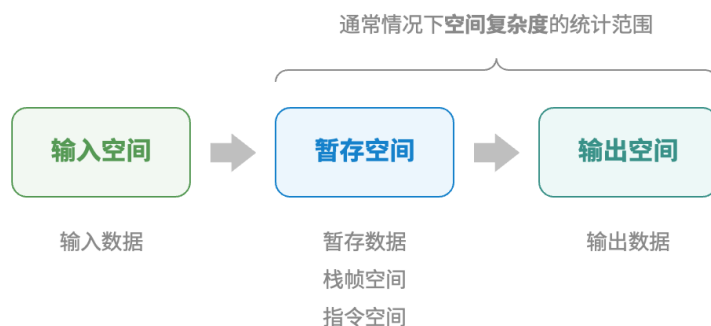 通常情况下空间复杂度的统计范围
输入空间
暂存空间
输出空间
输入数据
暂存数据
输出数据
栈帧空间
指令空间